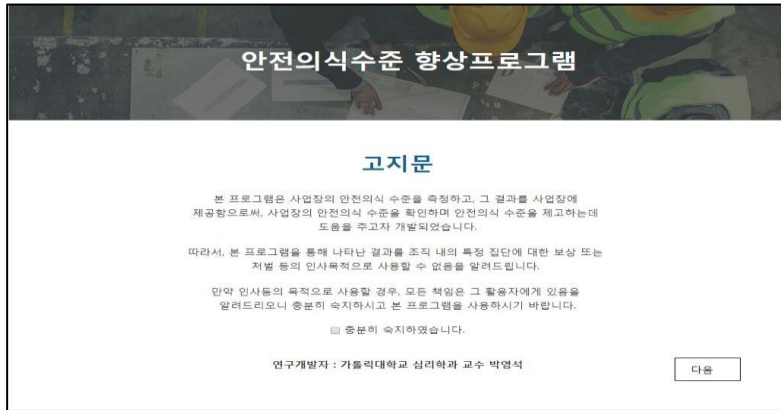 안전의식수준 향상프로그램
고지문
본 프로그램은 사업장의 안전의식 수준을 측정하고, 그 결과를 사업장에
제공함으로써, 사업장의 안전의식 수준을 확인하며 안전의식 수준을 제고하는데
도움을 주고자 개발되었습니다.
따라서, 본 프로그램을 통해 나타난 결과를 조직 내의 특정 집단에 대한 보상 또는
처벌 등의 인사목적으로 사용할 수 없음을 알려드립니다.
만약 인사등의 목적으로 사용할 경우, 모든 책임은 그 활용자에게 있음을
알려드리오니 충분히 숙지하시고 본 프로그램을 사용하시기 바랍니다.
충분히 숙지하였습니다.
연구개발자 : 가톨릭대학교 심리학과 교수 박영석
다음